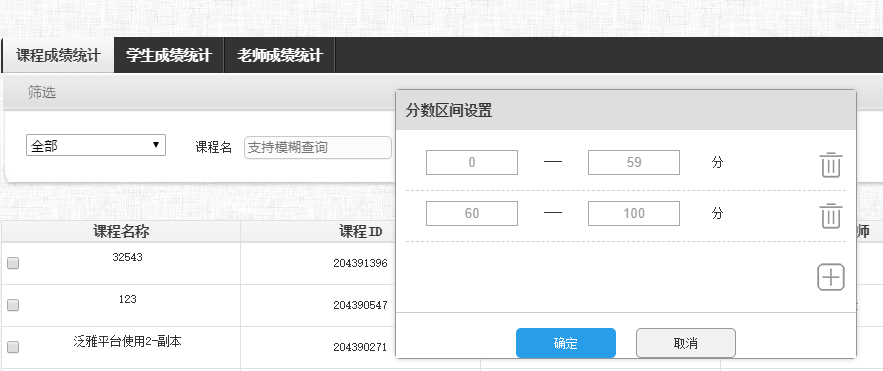 课程成绩统计 学生成绩统计 老师成绩统计
筛选
全部 课程名 支持模糊查询
分数区间设置
0 — 59 分
60 — 100 分
确定 取消
课程名称 课程ID 师
32543 204391396
123 204390547
泛雅平台使用2-副本 204390271